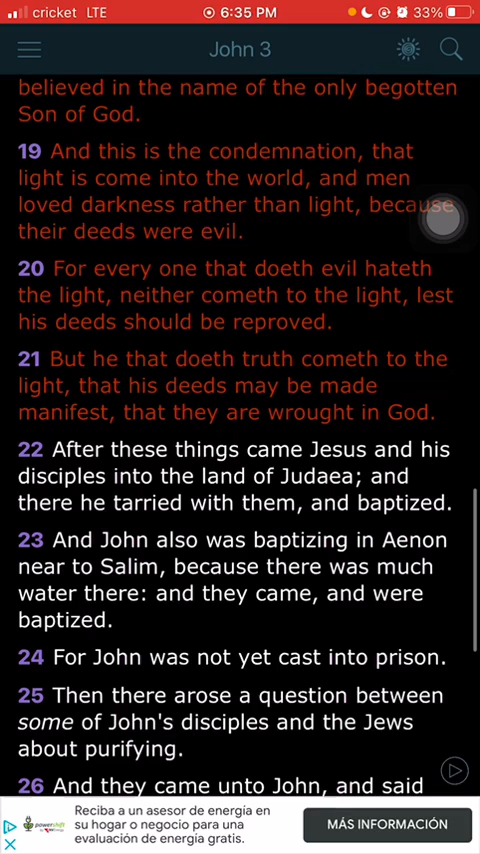 cricket LTE 6:35 PM 33%
John 3
believed in the name of the only begotten
Son of God.
19 And this is the condemnation, that
light is come into the world, and men
loved darkness rather than light, because
their deeds were evil.
20 For every one that doeth evil hateth
the light, neither cometh to the light, lest
his deeds should be reproved.
21 But he that doeth truth cometh to the
light, that his deeds may be made
manifest, that they are wrought in God.
22 After these things came Jesus and his
disciples into the land of Judaea; and
there he tarried with them, and baptized.
23 And John also was baptizing in Aenon
near to Salim, because there was much
water there: and they came, and were
baptized.
24 For John was not yet cast into prison.
25 Then there arose a question between
some of John's disciples and the Jews
about purifying.
26 And they came unto John, and said
Reciba a un asesor de energía en
su hogar o negocio para una
evaluación de energía gratis.
powershift
MÁS INFORMACIÓN